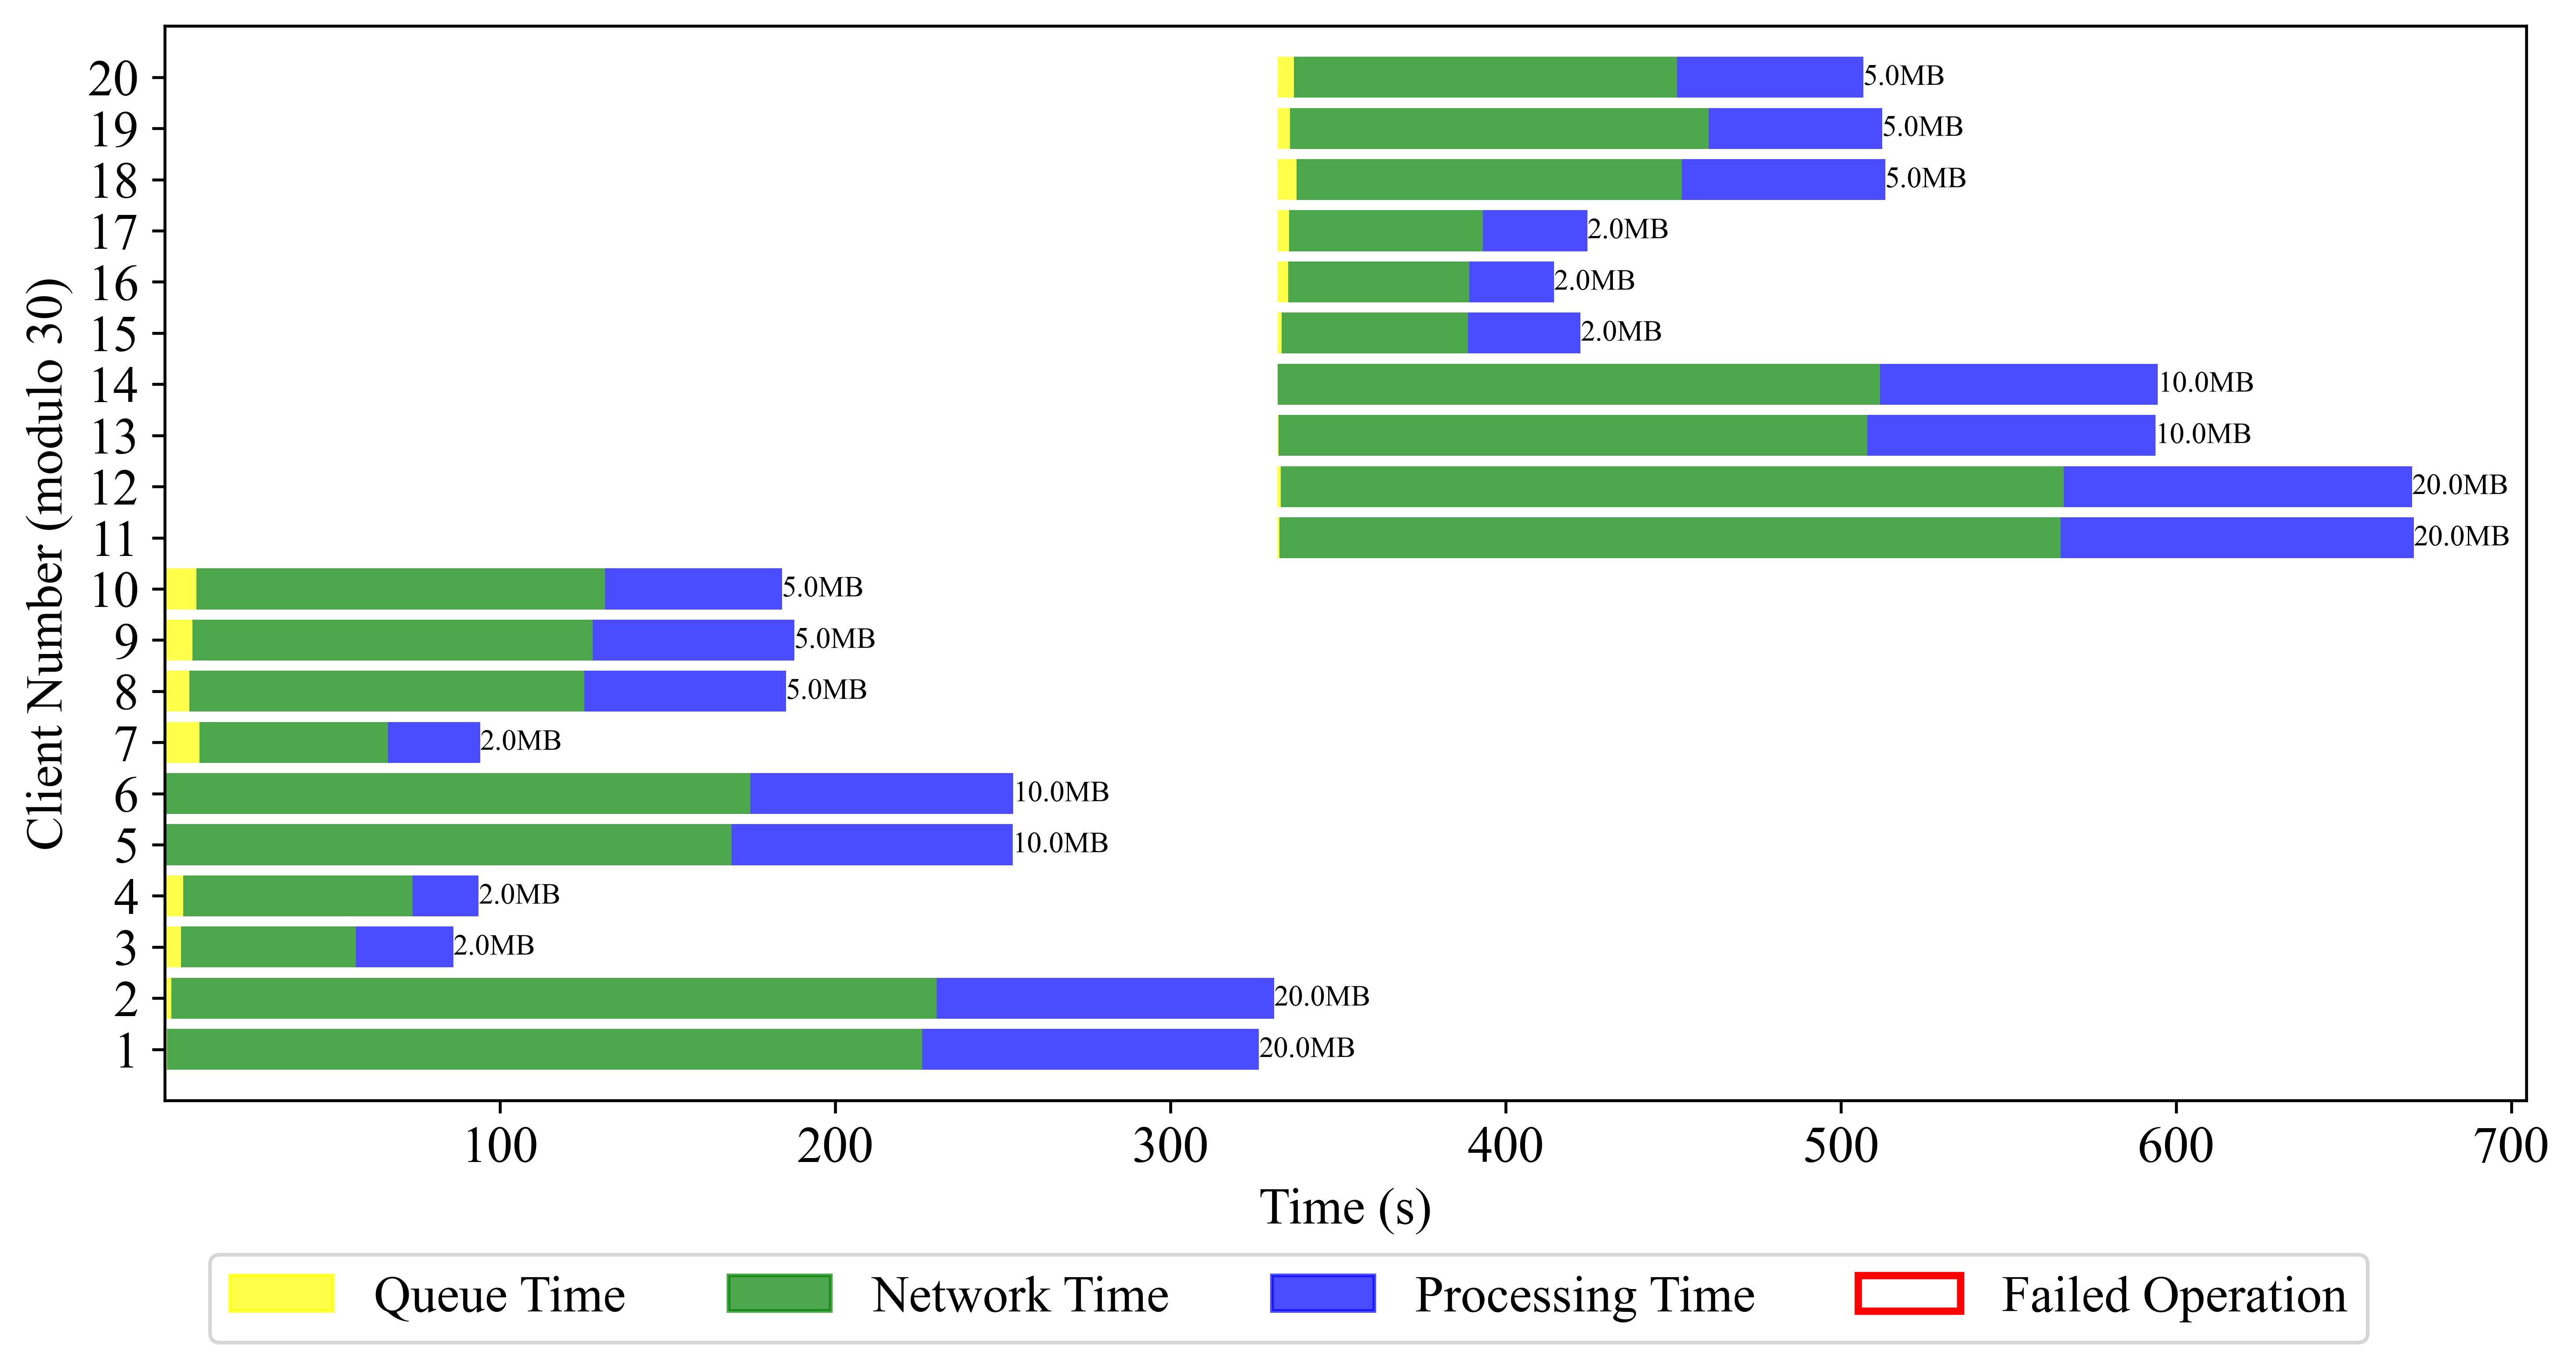 Client Number (modulo 30)
20
5.0MB
19
5.0MB
18
5.0MB
17
2.0MB
16
2.0MB
15
2.0MB
14
10.0MB
13
10.0MB
12
20.0MB
11
20.0MB
10
5.0MB
9
5.0MB
8
5.0MB
7
2.0MB
6
10.0MB
5
10.0MB
4
2.0MB
3
2.0MB
2
20.0MB
1
20.0MB
100 200 300 400 500 600 700
Time (s)
Queue Time Network Time Processing Time Failed Operation